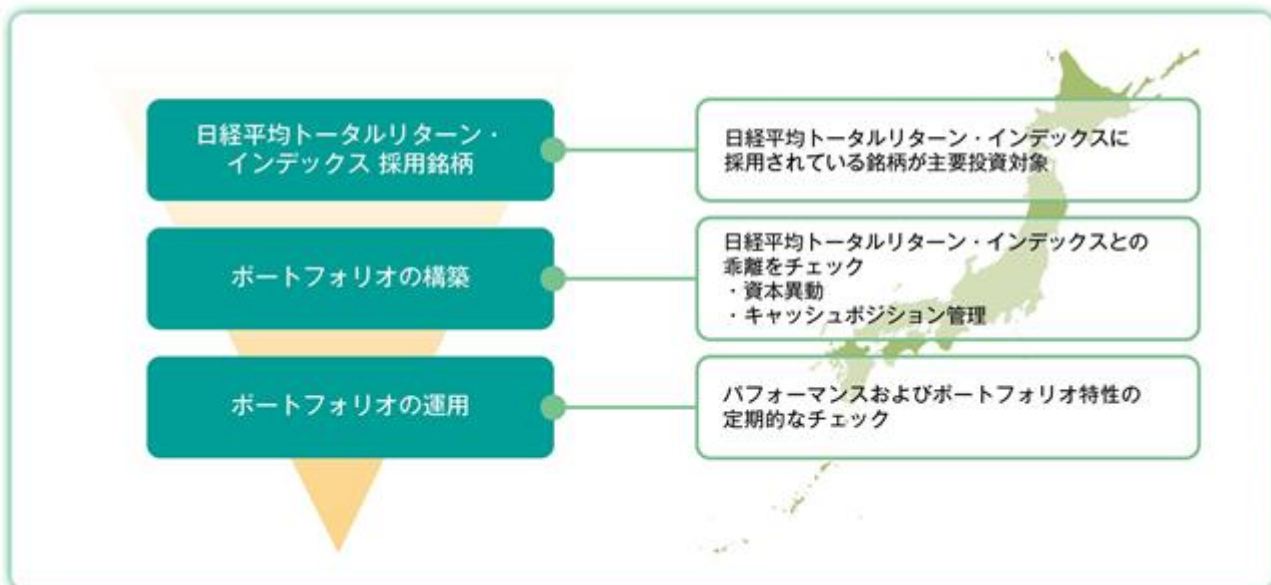 日経平均トータルリターン・
インデックス 採用銘柄
日経平均トータルリターン・インデックスに
採用されている銘柄が主要投資対象
ポートフォリオの構築
日経平均トータルリターン・インデックスとの
乖離をチェック
・資本異動
・キャッシュポジション管理
ポートフォリオの運用
パフォーマンスおよびポートフォリオ特性の
定期的なチェック